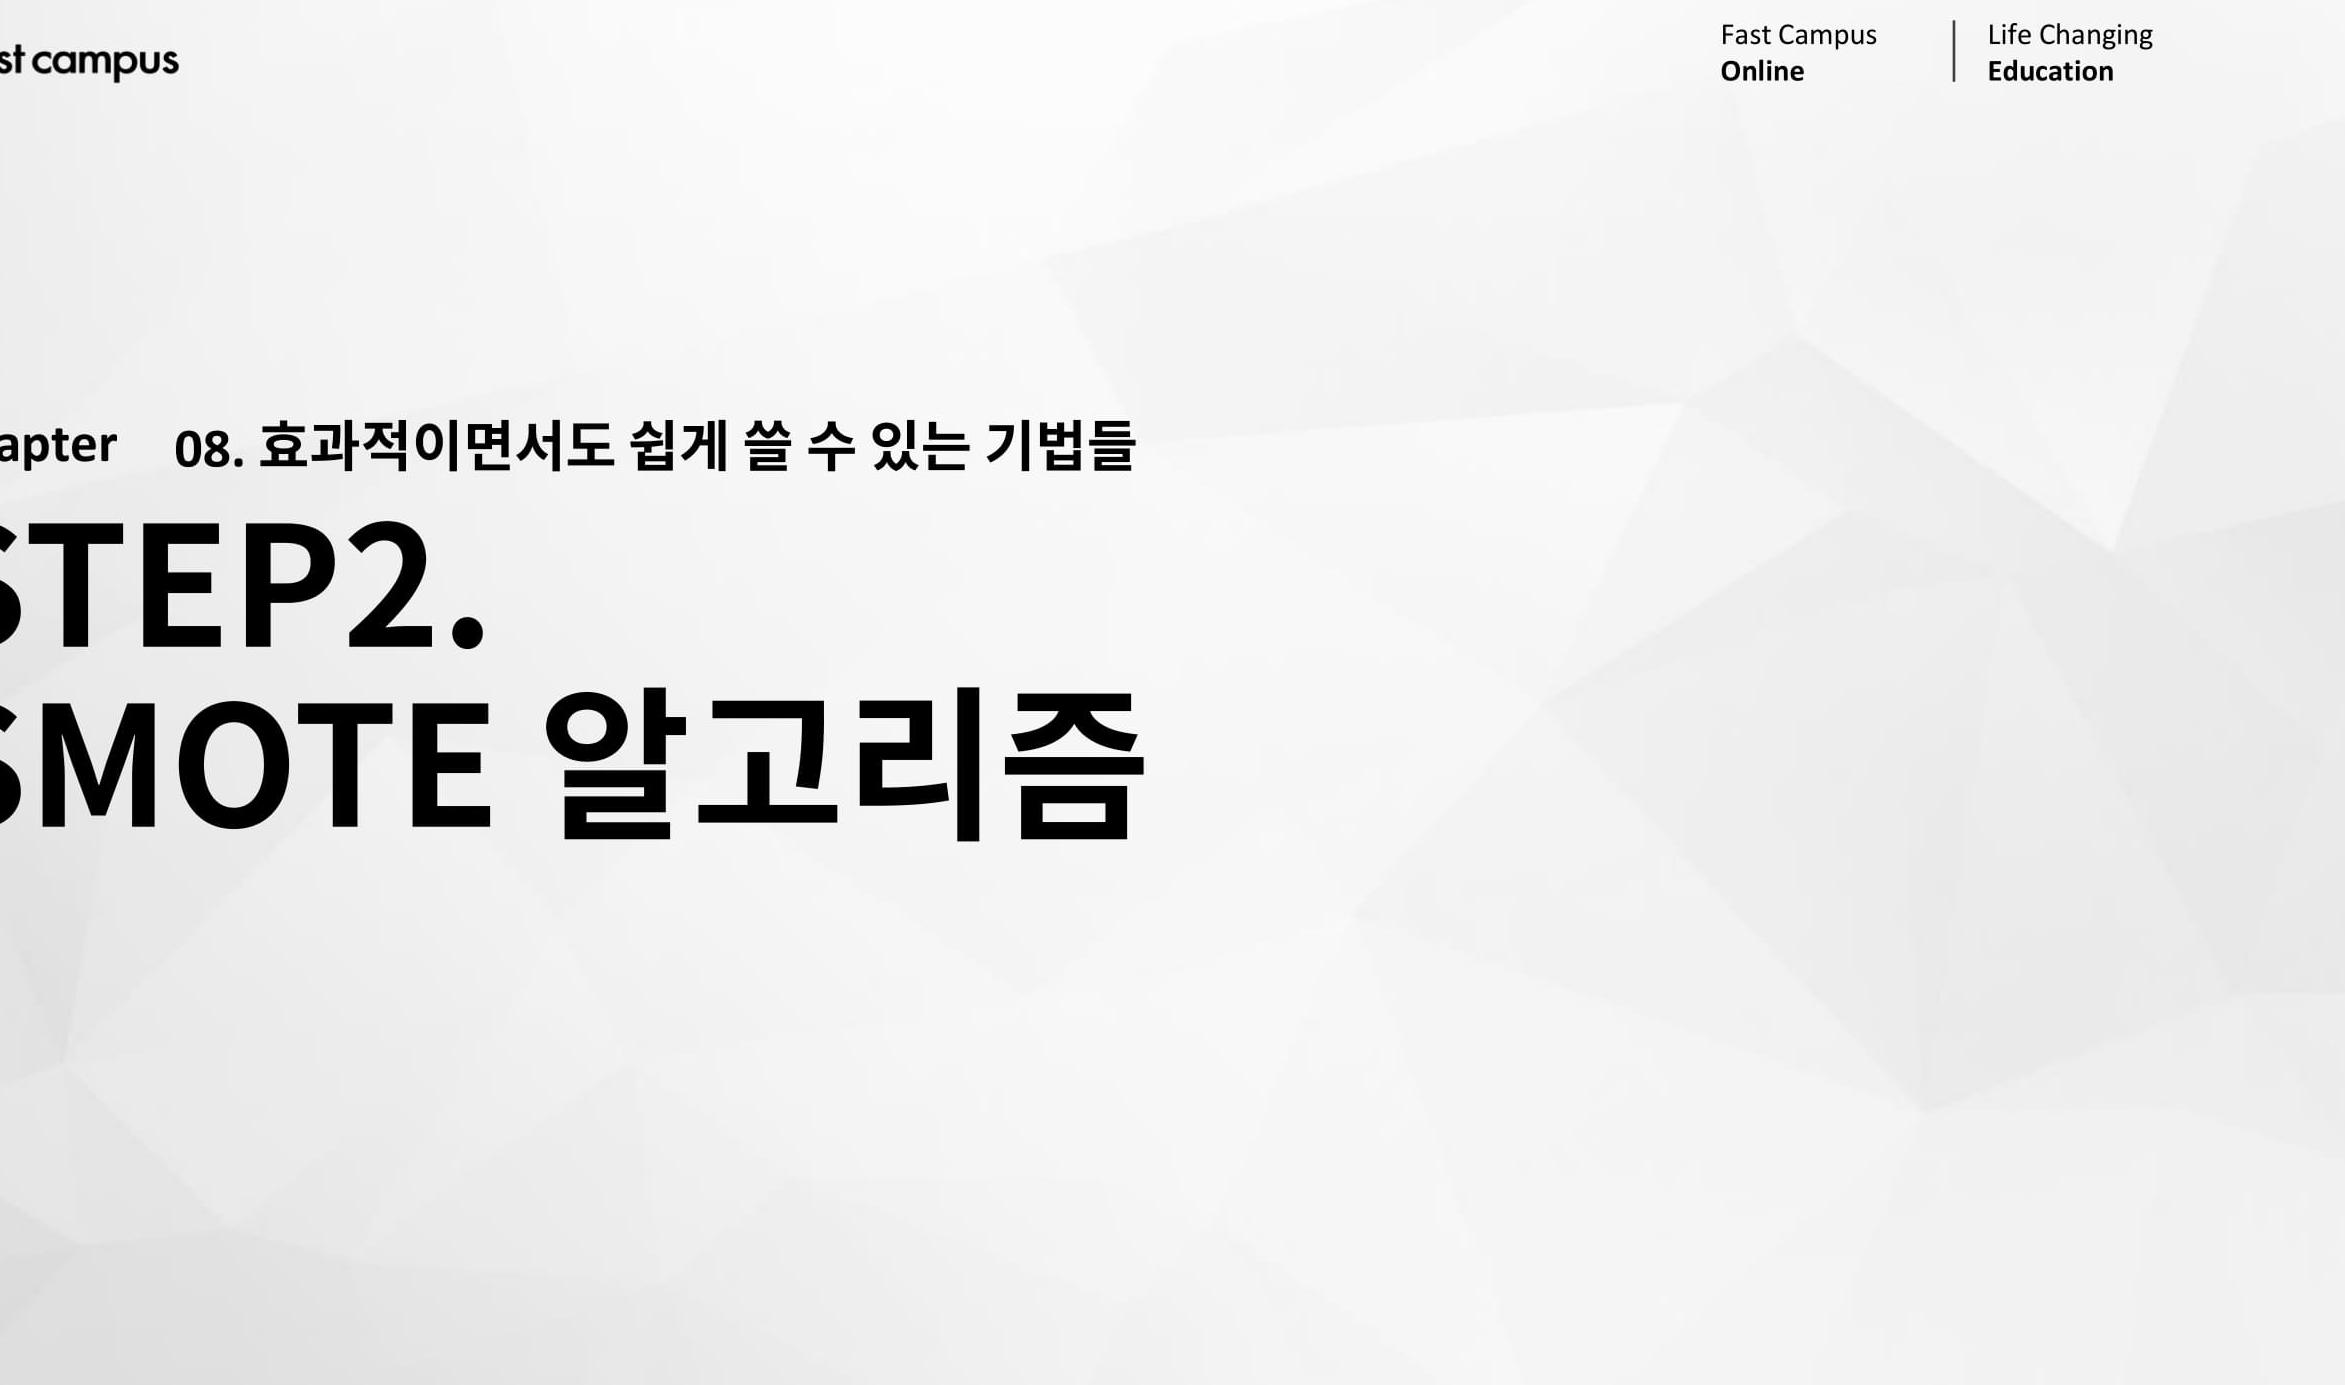 st campus
Fast Campus
Online
Life Changing
Education
apter 08. 효과적이면서도 쉽게 쓸 수 있는 기법들
STEP2.
SMOTE 알고리즘